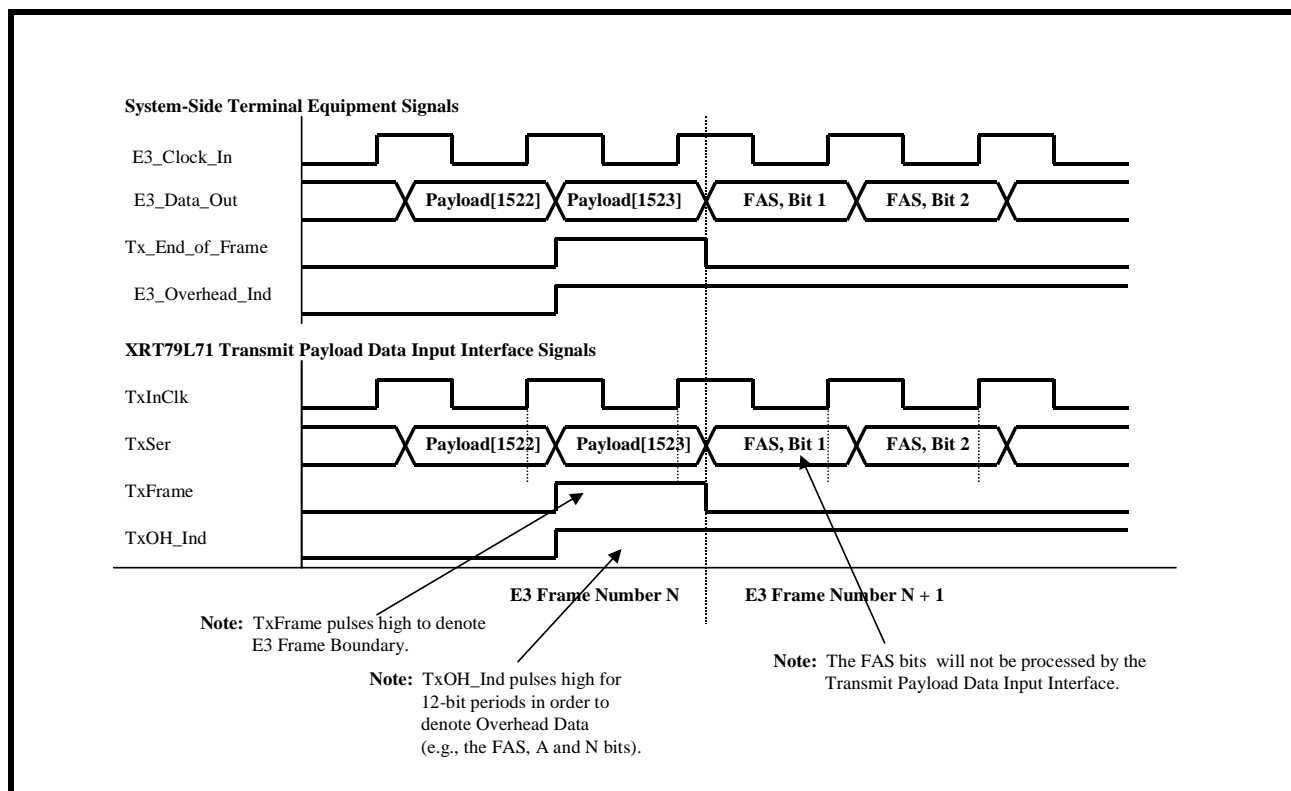 System-Side Terminal Equipment Signals
E3_Clock_In
E3_Data_Out
Payload[1522] Payload[1523] FAS, Bit 1 FAS, Bit 2
Tx_End_of_Frame
E3_Overhead_Ind
XRT79L71 Transmit Payload Data Input Interface Signals
TxInClk
TxSer
Payload[1522] Payload[1523] FAS, Bit 1 FAS, Bit 2
TxFrame
TxOH_Ind
E3 Frame Number N E3 Frame Number N + 1
Note: TxFrame pulses high to denote
E3 Frame Boundary.
Note: TxOH_Ind pulses high for
12-bit periods in order to
denote Overhead Data
(e.g., the FAS, A and N bits).
Note: The FAS bits will not be processed by the
Transmit Payload Data Input Interface.